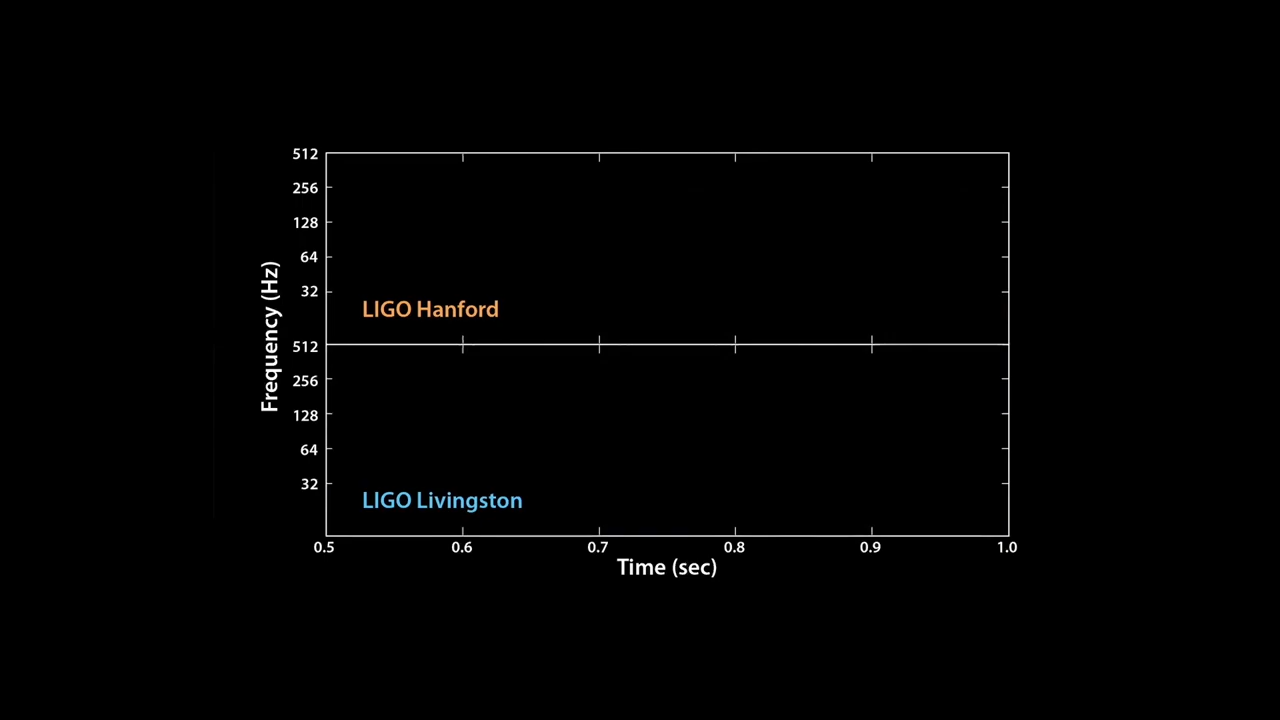 512
256
128
64
32
LIGO Hanford
Frequency (Hz)
512
256
128
64
32
LIGO Livingston
0.5 0.6 0.7 0.8 0.9 1.0
Time (sec)